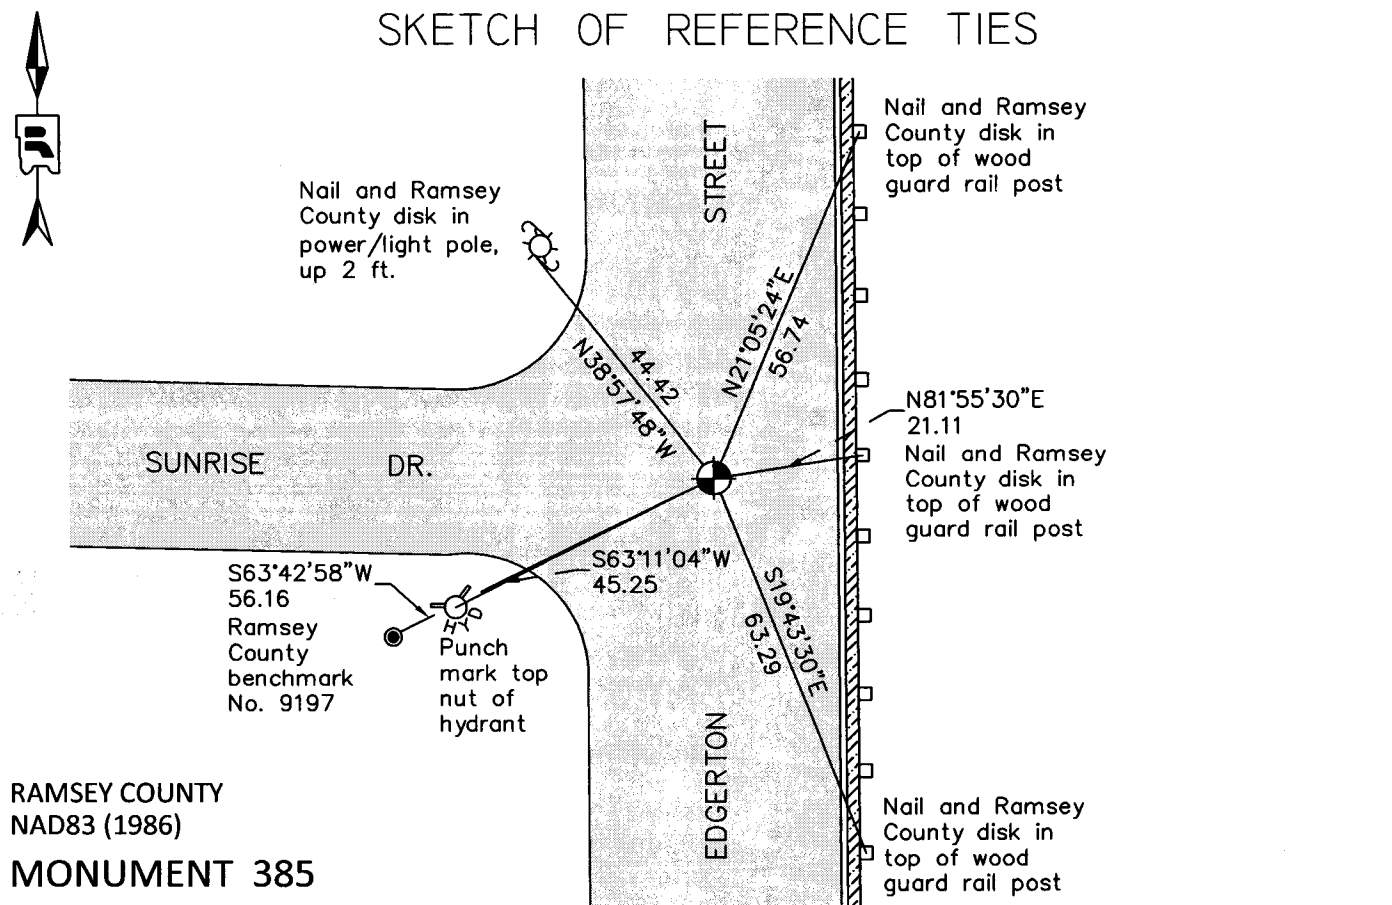 SKETCH OF REFERENCE TIES
Nail and Ramsey
County disk in
top of wood
guard rail post
STREET
Nail and Ramsey
County disk in
power/light pole,
up 2 ft.
N21°05'24"E
56.74
44.42
N38°57'48"W
N81°55'30"E
21.11
Nail and Ramsey
County disk in
top of wood
guard rail post
SUNRISE DR.
S63°11'04"W
45.25
S63°42'58"W
56.16
Ramsey
County
benchmark
No. 9197
HYD
Punch
mark top
nut of
hydrant
S19°43'30"E
63.29
EDGERTON
Nail and Ramsey
County disk in
top of wood
guard rail post
RAMSEY COUNTY
NAD83 (1986)
MONUMENT 385